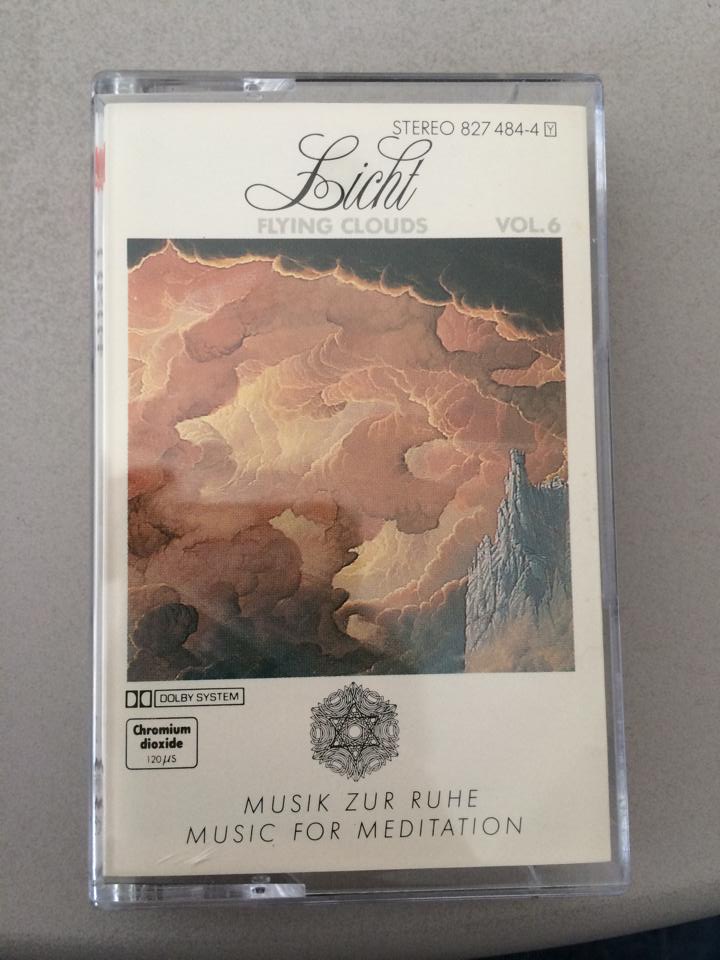 STEREO 827 484-4 Y
Licht
FLYING CLOUDS VOL.6
DOLBY SYSTEM
Chromium
dioxide
120 μS
MUSIK ZUR RUHE
MUSIC FOR MEDITATION